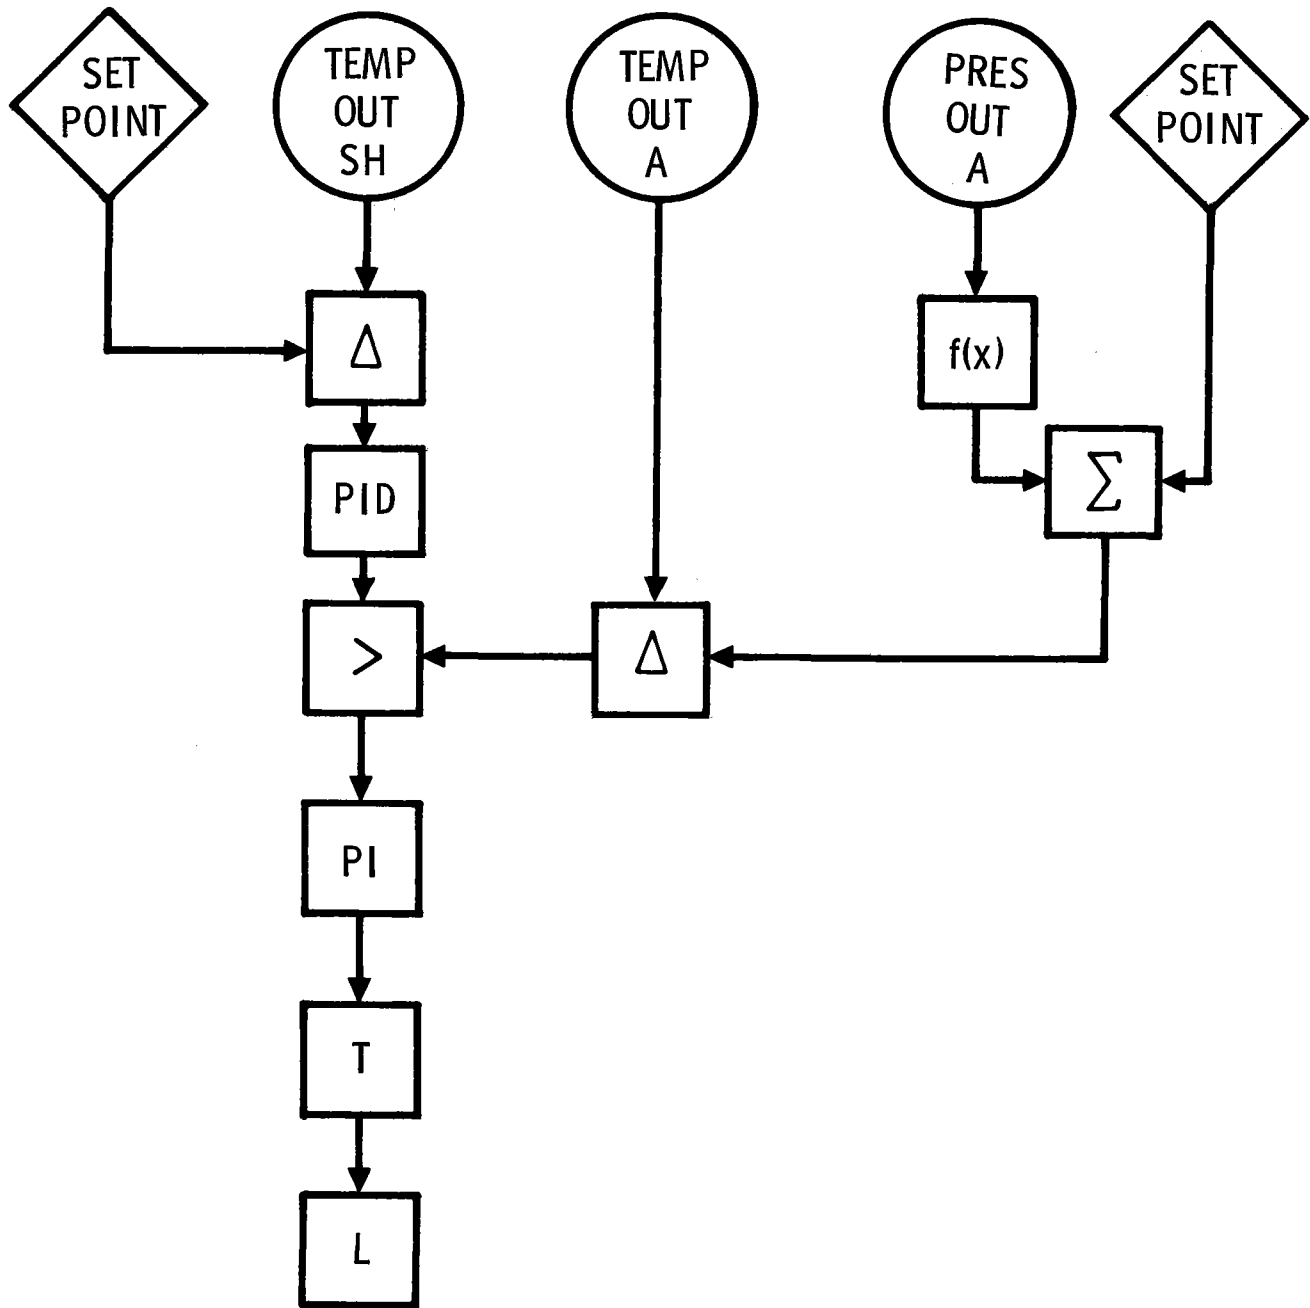 SET
POINT
TEMP
OUT
SH
TEMP
OUT
A
PRES
OUT
A
SET
POINT
Δ
f(x)
PID
Σ
>
Δ
PI
T
L